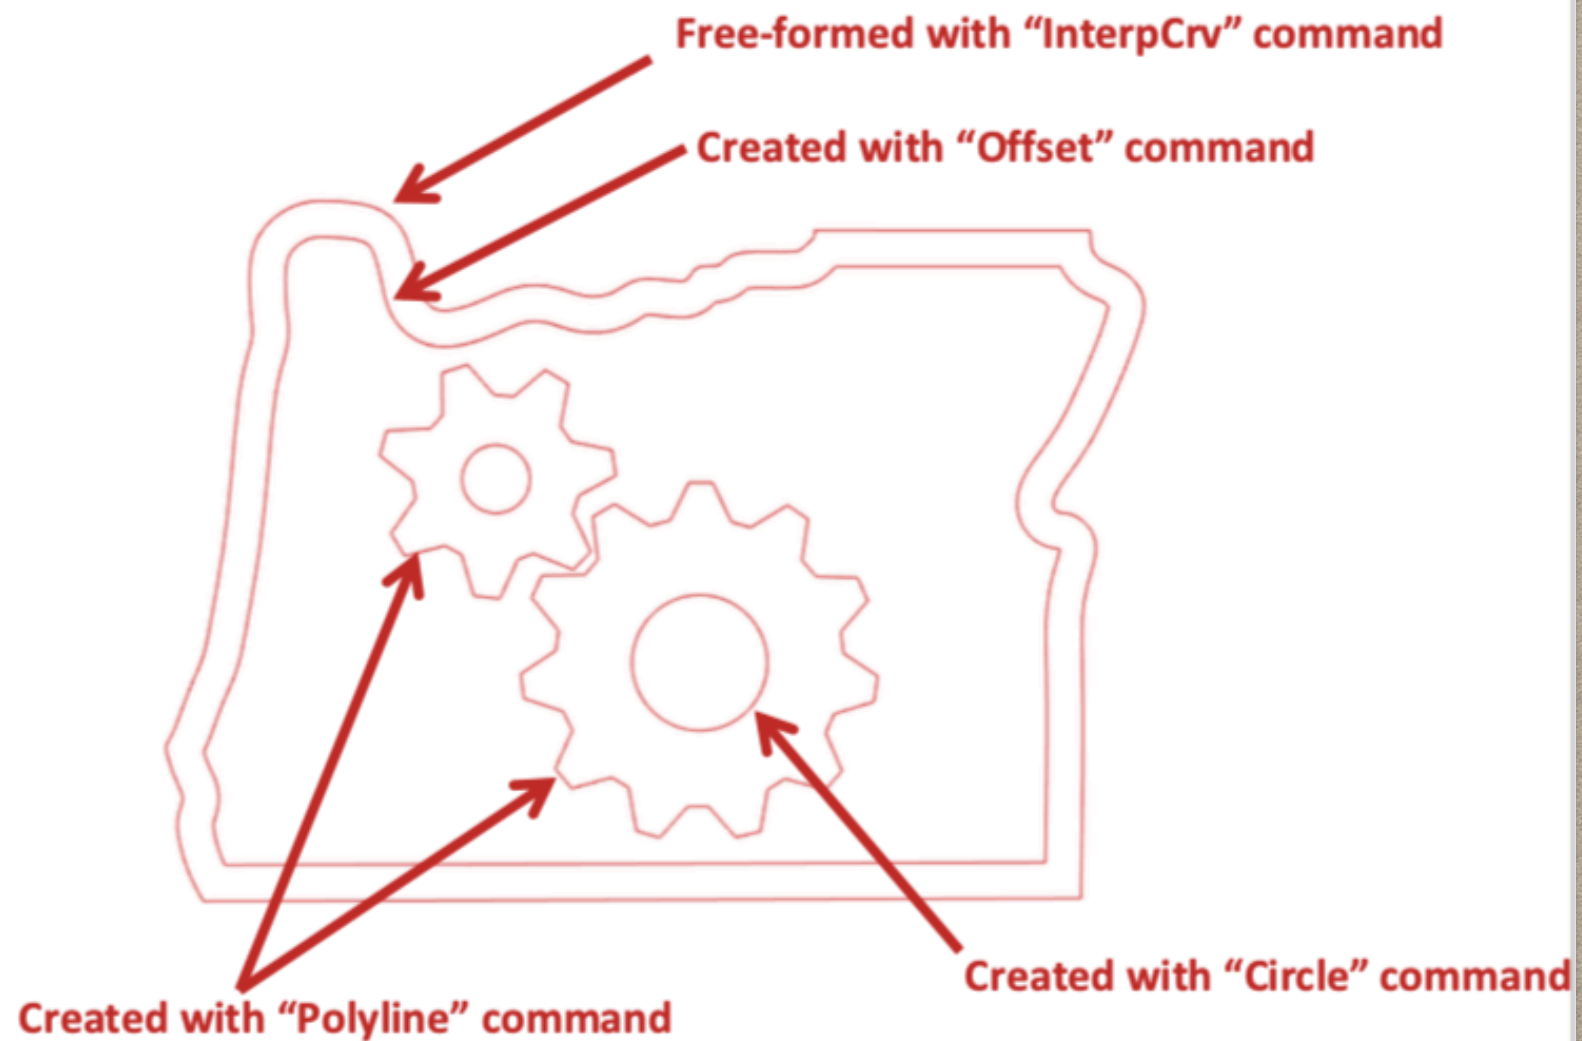 Free-formed with “InterpCrv” command
Created with “Offset” command
Created with “Circle” command
Created with “Polyline” command